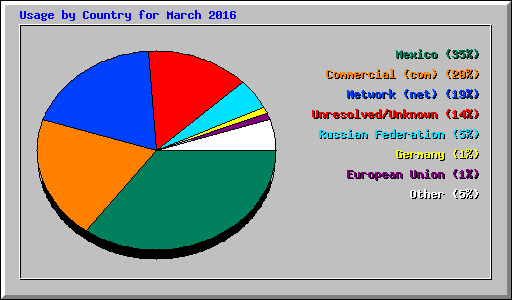 Usage by Country for March 2016
Mexico (35%)
Commercial (com) (20%)
Network (net) (19%)
Unresolved/Unknown (14%)
Russian Federation (5%)
Germany (1%)
European Union (1%)
Other (5%)